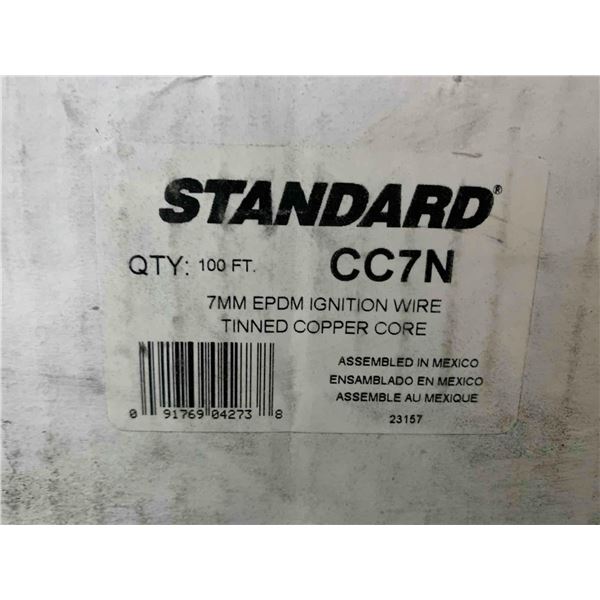 STANDARD®
QTY: 100 FT. CC7N
7MM EPDM IGNITION WIRE
TINNED COPPER CORE
ASSEMBLED IN MEXICO
ENSAMBLADO EN MEXICO
ASSEMBLE AU MEXIQUE
23157
0 91769 04273 8